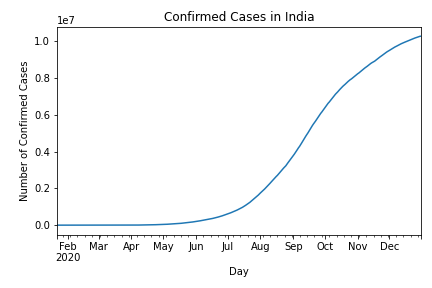 Confirmed Cases in India
1e7
1.0
0.8
0.6
0.4
0.2
0.0
Number of Confirmed Cases
Feb Mar Apr May Jun Jul Aug Sep Oct Nov Dec
2020
Day